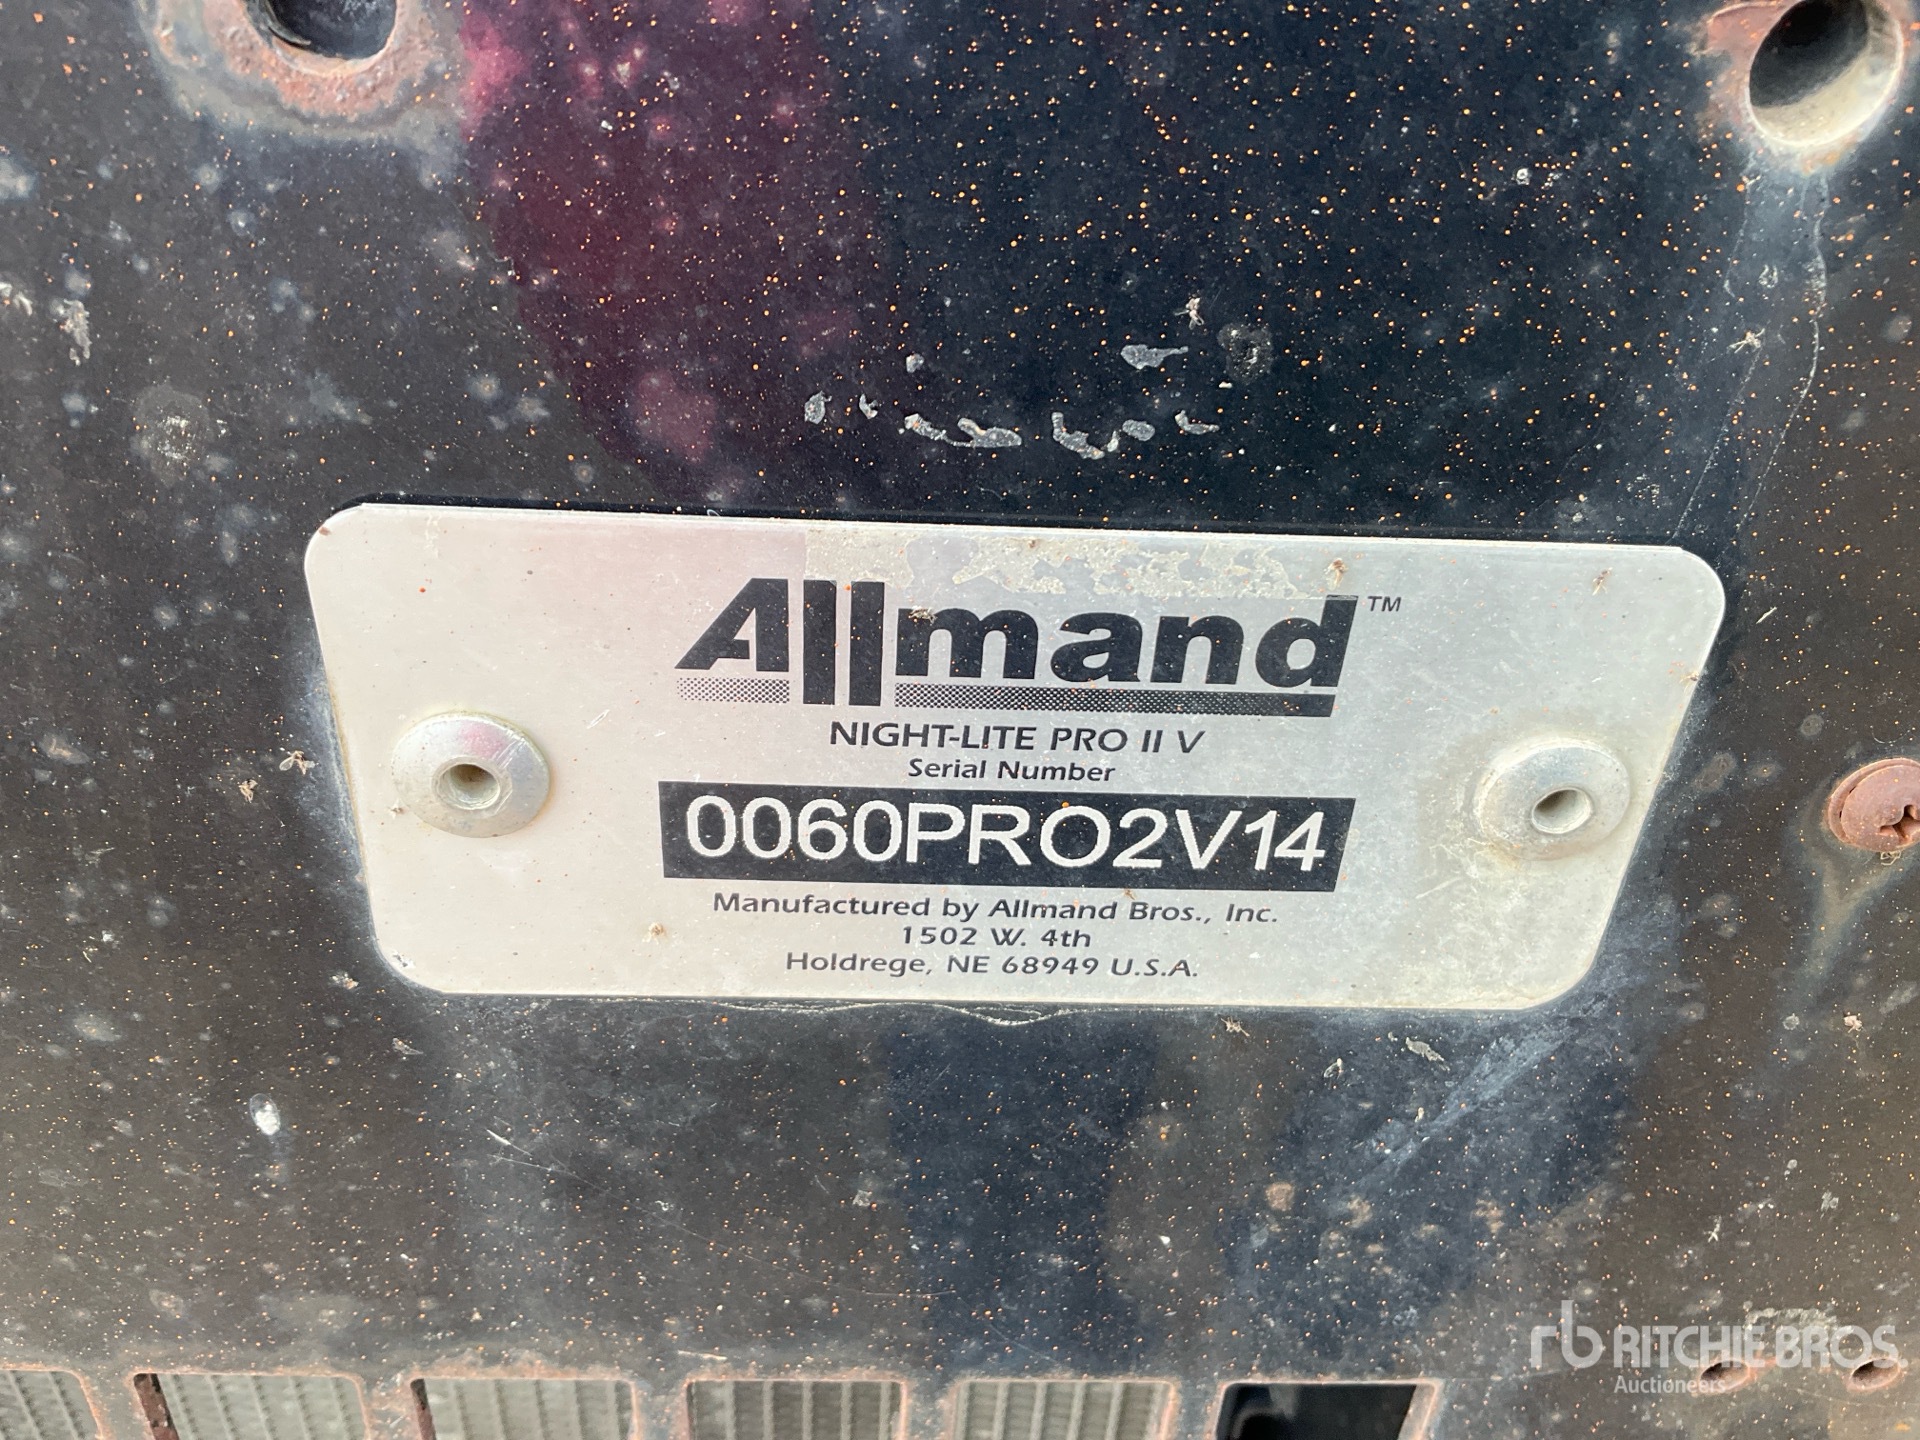 Allmand™
NIGHT-LITE PRO II V
Serial Number
0060PRO2V14
Manufactured by Allmand Bros., Inc.
1502 W. 4th
Holdrege, NE 68949 U.S.A.
rb RITCHIE BROS.
Auctioneers